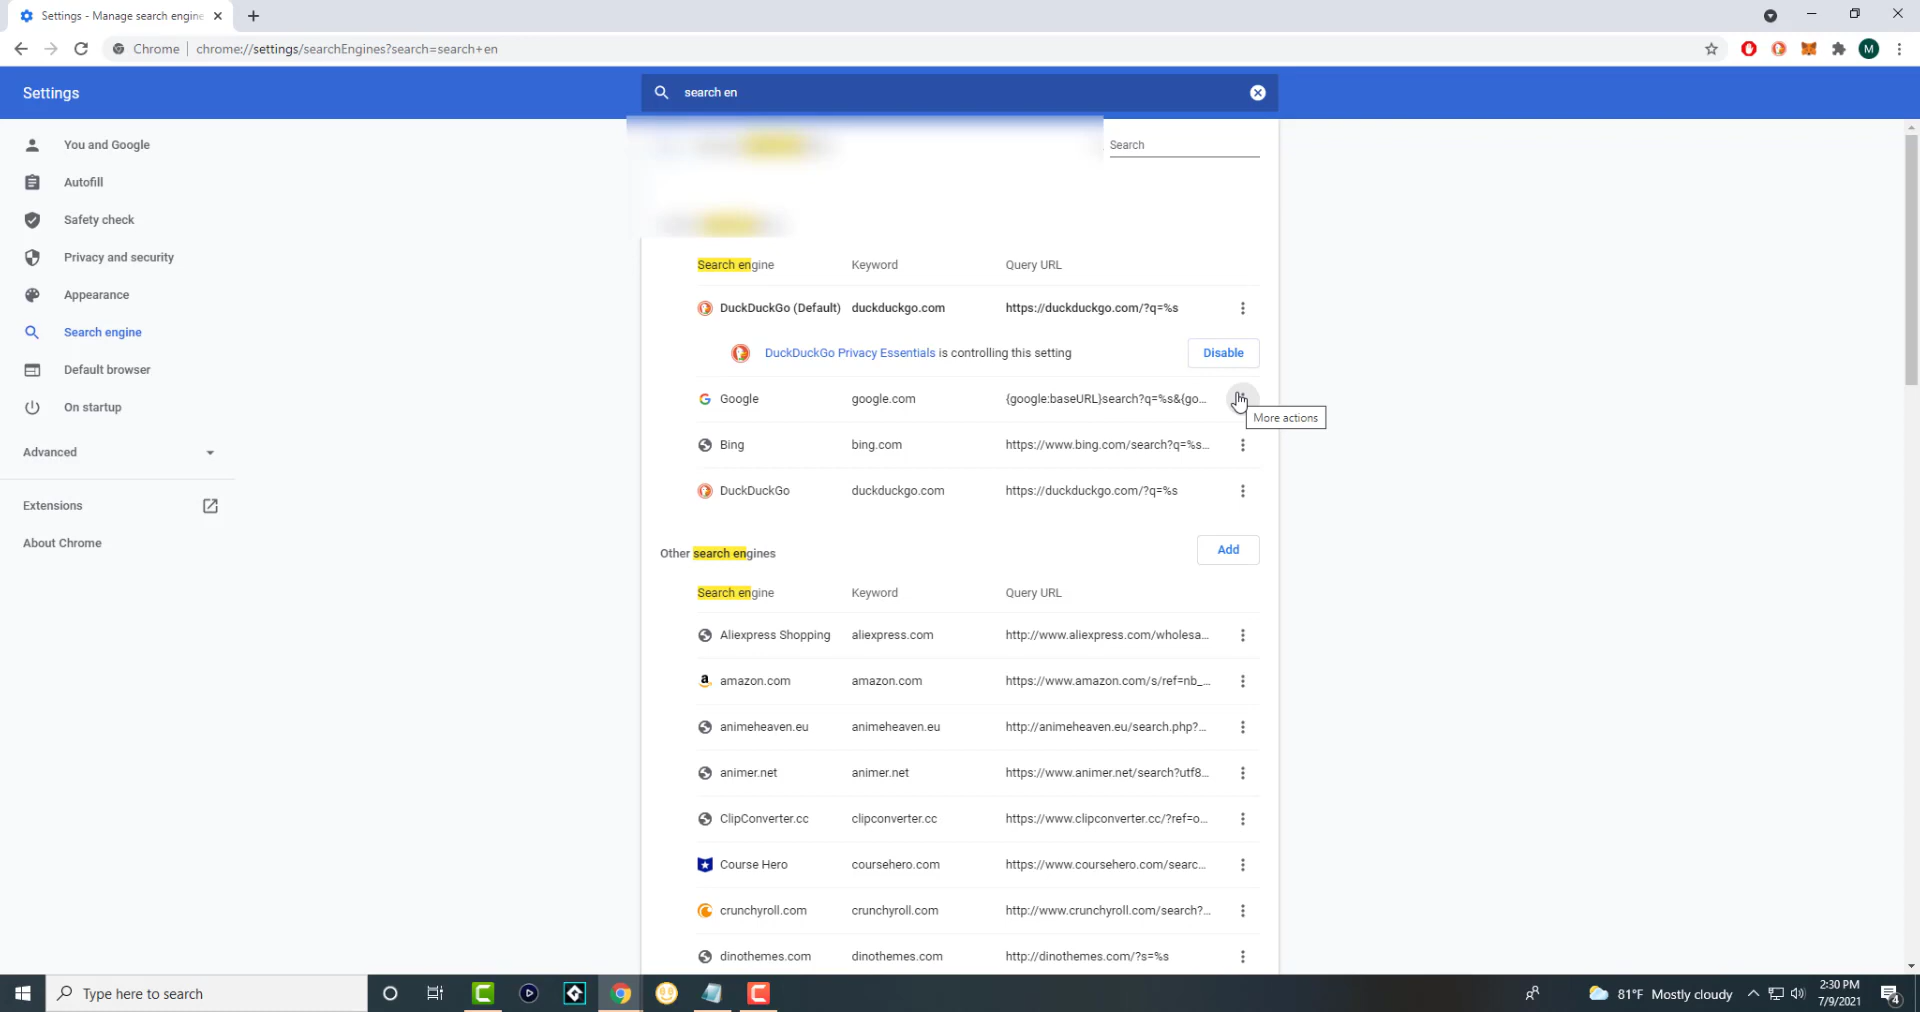 Settings - Manage search engine
Chrome | chrome://settings/searchEngines?search=search+en
M
Settings
search en
You and Google
Autofill
Safety check
Privacy and security
Appearance
Search engine
Default browser
On startup
Advanced
Extensions
About Chrome
Search
Search engine Keyword Query URL
DuckDuckGo (Default) duckduckgo.com https://duckduckgo.com/?q=%s
DuckDuckGo Privacy Essentials is controlling this setting Disable
Google google.com {google:baseURL}search?q=%s&{go...
More actions
Bing bing.com https://www.bing.com/search?q=%s...
DuckDuckGo duckduckgo.com https://duckduckgo.com/?q=%s
Other search engines Add
Search engine Keyword Query URL
Aliexpress Shopping aliexpress.com http://www.aliexpress.com/wholesa...
amazon.com amazon.com https://www.amazon.com/s/ref=nb_...
animeheaven.eu animeheaven.eu http://animeheaven.eu/search.php?...
animer.net animer.net https://www.animer.net/search?utf8...
ClipConverter.cc clipconverter.cc https://www.clipconverter.cc/?ref=o...
Course Hero coursehero.com https://www.coursehero.com/searc...
crunchyroll.com crunchyroll.com http://www.crunchyroll.com/search?...
dinothemes.com dinothemes.com http://dinothemes.com/?s=%s
Type here to search
81°F Mostly cloudy
2:30 PM
7/9/2021
4